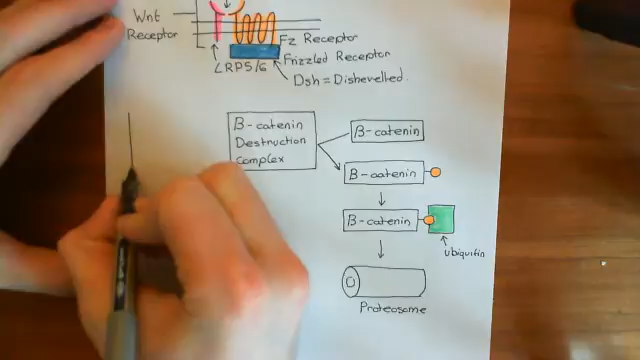 Wnt
Receptor
Fz Receptor
Frizzled Receptor
LRP5/6
Dsh = Dishevelled.
β-catenin
Destruction
complex
β-catenin
β-catenin
β-catenin
ubiquitin
Proteosome